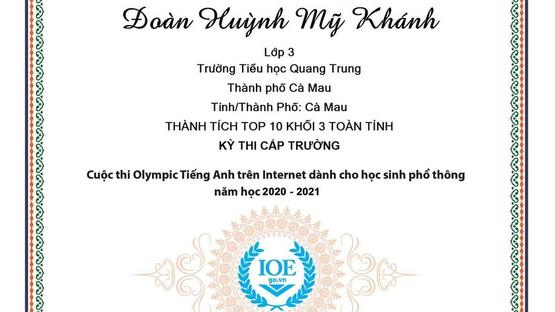 Đoàn Huỳnh Mỹ Khánh
Lớp 3
Trường Tiểu học Quang Trung
Thành phố Cà Mau
Tỉnh/Thành Phố: Cà Mau
THÀNH TÍCH TOP 10 KHỐI 3 TOÀN TỈNH
KỲ THI CẤP TRƯỜNG
Cuộc thi Olympic Tiếng Anh trên Internet dành cho học sinh phổ thông
năm học 2020 - 2021
IOE
go.vn